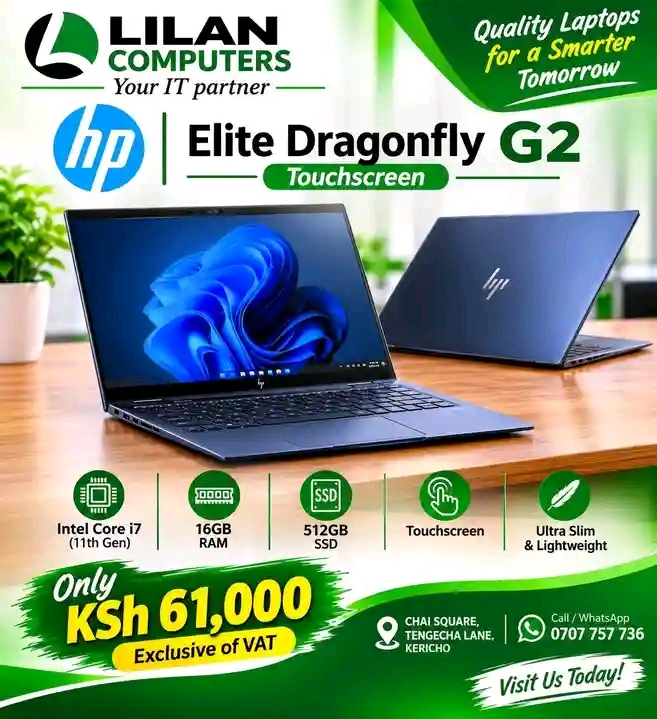 LILAN
COMPUTERS
Your IT partner
Quality Laptops
for a Smarter
Tomorrow
hp
Elite Dragonfly G2
Touchscreen
hp
hp
Intel Core i7
(11th Gen)
16GB
RAM
SSD
512GB
SSD
Touchscreen
Ultra Slim
& Lightweight
Only
KSh 61,000
Exclusive of VAT
CHAI SQUARE,
TENGECHA LANE,
KERICHO
Call / WhatsApp
0707 757 736
Visit Us Today!